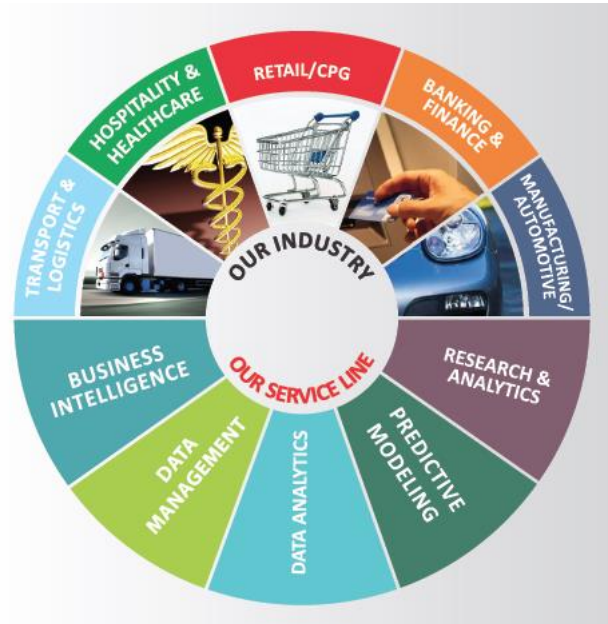 HOSPITALITY &
HEALTHCARE
RETAIL/CPG
BANKING &
FINANCE
TRANSPORT &
LOGISTICS
MANUFACTURING/
AUTOMOTIVE
OUR INDUSTRY
OUR SERVICE LINE
BUSINESS
INTELLIGENCE
DATA
MANAGEMENT
DATA ANALYTICS
PREDICTIVE
MODELING
RESEARCH &
ANALYTICS